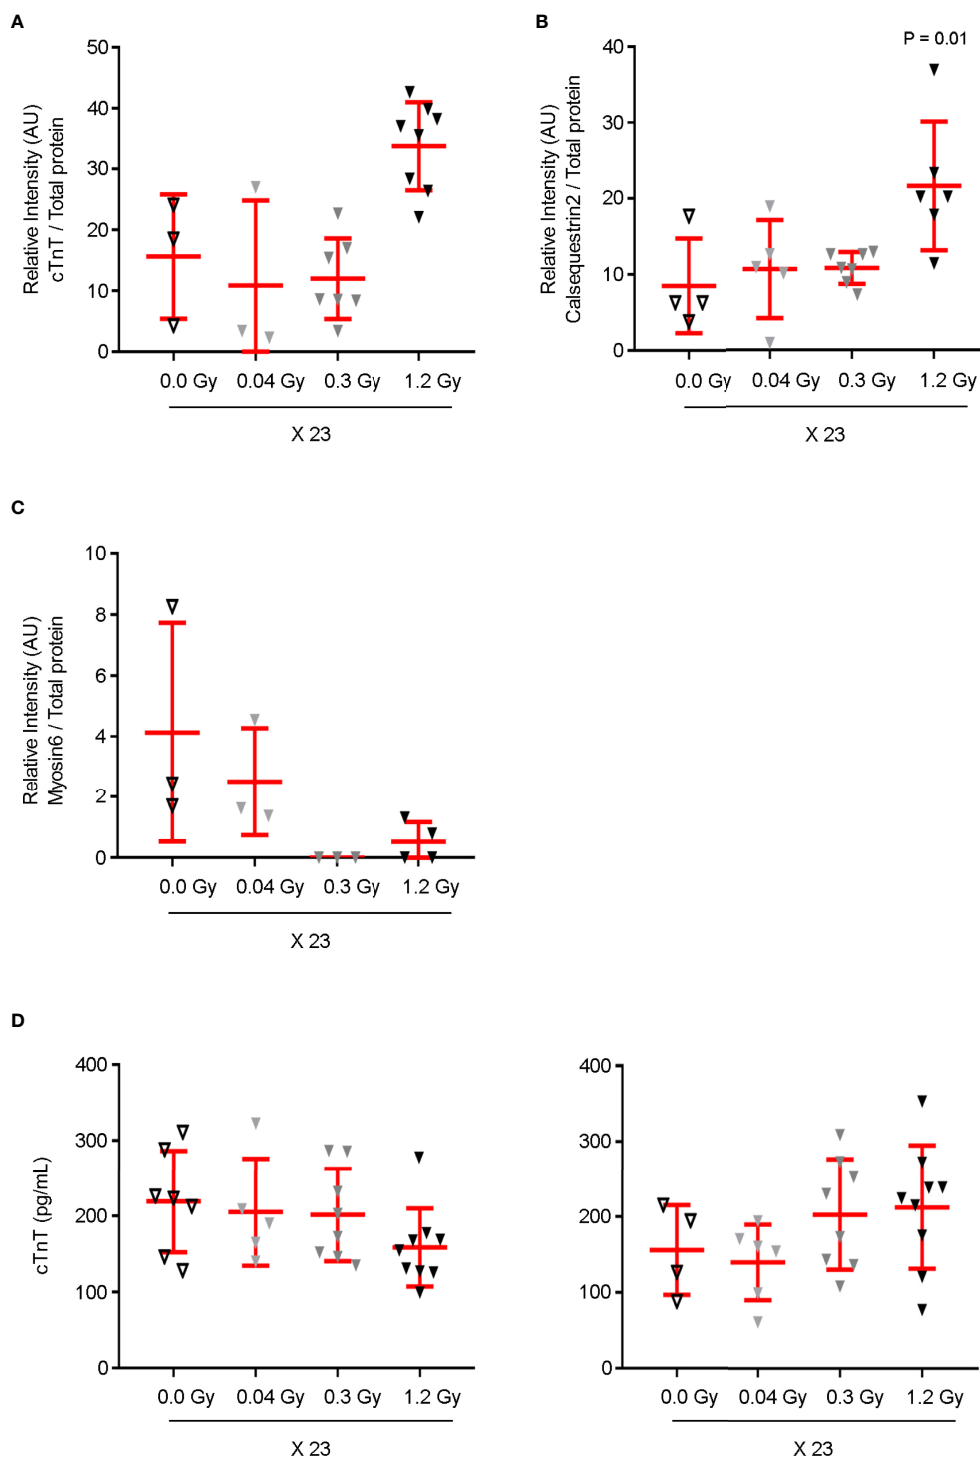 A
Relative Intensity (AU)
cTnT / Total protein
50
40
30
20
10
0
0.0 Gy 0.04 Gy 0.3 Gy 1.2 Gy
X 23
B
P = 0.01
Relative Intensity (AU)
Calsequestrin2 / Total protein
40
30
20
10
0
0.0 Gy 0.04 Gy 0.3 Gy 1.2 Gy
X 23
C
Relative Intensity (AU)
Myosin6 / Total protein
10
8
6
4
2
0
0.0 Gy 0.04 Gy 0.3 Gy 1.2 Gy
X 23
D
cTnT (pg/mL)
400
300
200
100
0
0.0 Gy 0.04 Gy 0.3 Gy 1.2 Gy
X 23
400
300
200
100
0
0.0 Gy 0.04 Gy 0.3 Gy 1.2 Gy
X 23